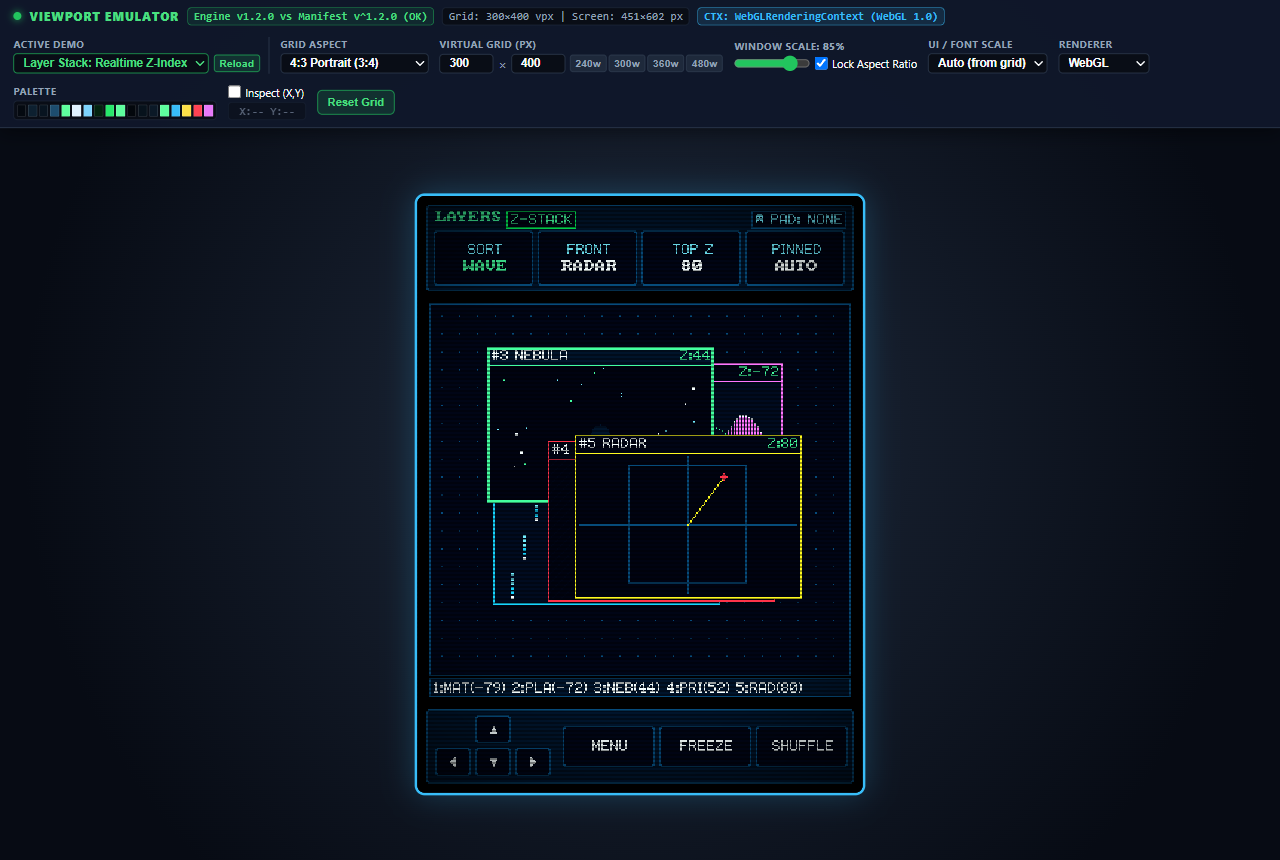 VIEWPORT EMULATOR
Engine v1.2.0 vs Manifest v^1.2.0 (OK)
Grid: 300×400 vpx | Screen: 451×602 px
CTX: WebGLRenderingContext (WebGL 1.0)
ACTIVE DEMO
Layer Stack: Realtime Z-Index
Reload
GRID ASPECT
4:3 Portrait (3:4)
VIRTUAL GRID (PX)
300 × 400
240w 300w 360w 480w
WINDOW SCALE: 85%
Lock Aspect Ratio
UI / FONT SCALE
Auto (from grid)
RENDERER
WebGL
PALETTE
Inspect (X,Y)
X:-- Y:--
Reset Grid
LAYERS Z-STACK
PAD: NONE
SORT
WAVE
FRONT
RADAR
TOP Z
80
PINNED
AUTO
#3 NEBULA Z:44
Z:-72
#4
#5 RADAR Z:80
1:MAT(-79) 2:PLA(-72) 3:NEB(44) 4:PRI(52) 5:RAD(80)
MENU FREEZE SHUFFLE